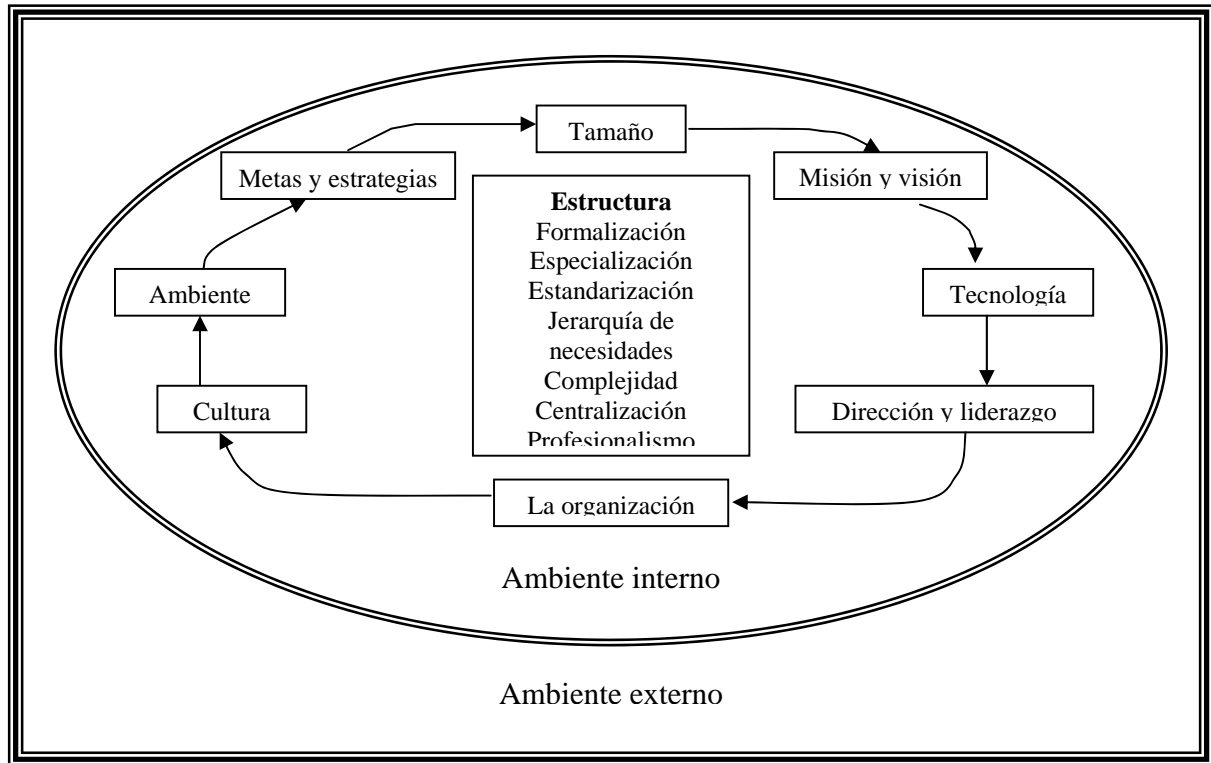 Tamaño
Metas y estrategias
Misión y visión
Estructura
Formalización
Especialización
Estandarización
Jerarquía de
necesidades
Complejidad
Centralización
Profesionalismo
Ambiente
Tecnología
Cultura
Dirección y liderazgo
La organización
Ambiente interno
Ambiente externo